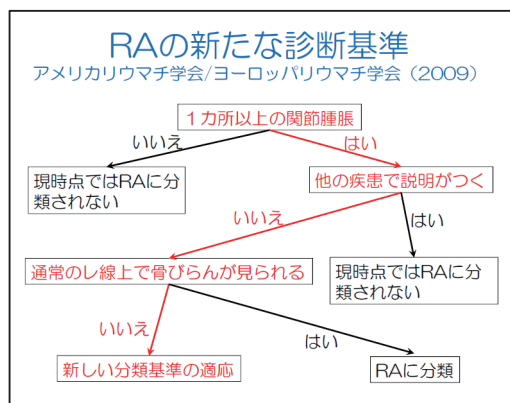 RAの新たな診断基準
アメリカリウマチ学会/ヨーロッパリウマチ学会（2009）
１カ所以上の関節腫脹
いいえ
はい
現時点ではRAに分
類されない
他の疾患で説明がつく
いいえ
はい
通常のレ線上で骨びらんが見られる
現時点ではRAに分
類されない
いいえ
はい
新しい分類基準の適応
RAに分類